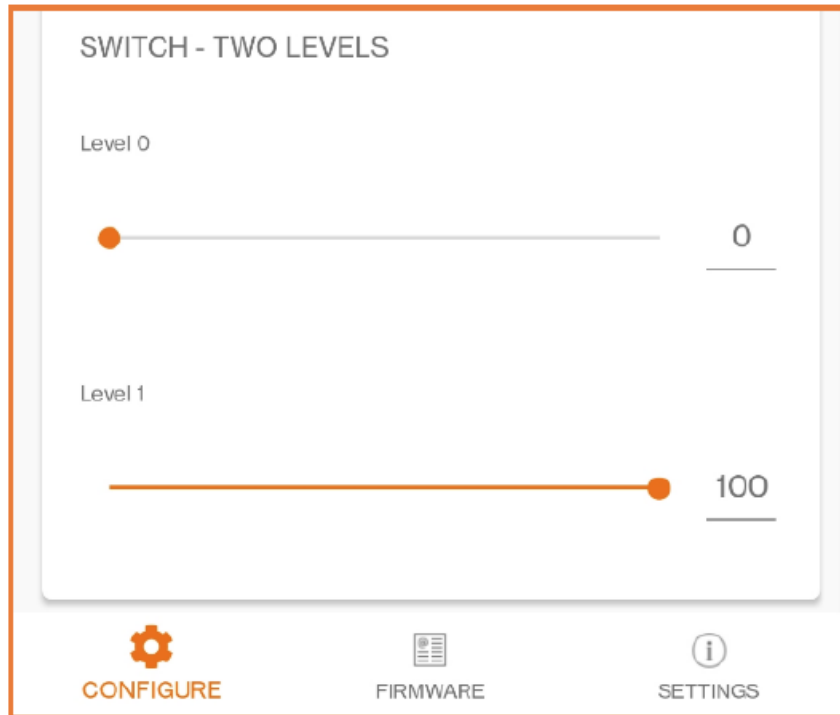 SWITCH - TWO LEVELS
Level 0
0
Level 1
100
CONFIGURE FIRMWARE SETTINGS